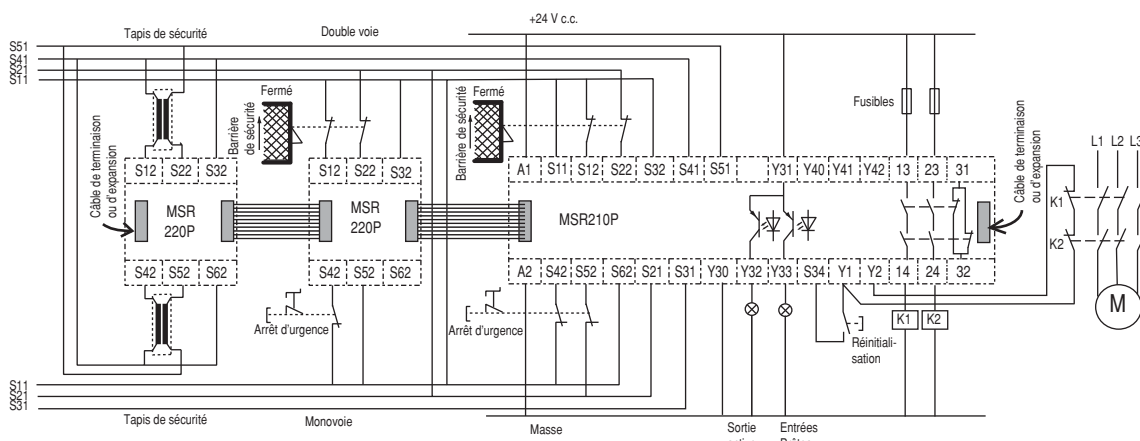 +24 V c.c.
Tapis de sécurité
Double voie
S51
S41
S21
S11
Fermé
Barrière
de sécurité
Fermé
Barrière de sécurité
Fusibles
L1 L2 L3
Câble de terminaison
ou d'expansion
S12 S22 S32
S12 S22 S32
A1 S11 S12 S22 S32 S41 S51 Y31 Y40 Y41 Y42 13 23 31
Câble de terminaison
ou d'expansion
MSR
220P
MSR
220P
MSR210P
K1
K2
S42 S52 S62
S42 S52 S62
A2 S42 S52 S62 S21 S31 Y30 Y32 Y33 S34 Y1 Y2 14 24 32
M
Arrêt d'urgence
Arrêt d'urgence
K1 K2
Réinitiali-
sation
S11
S21
S31
Tapis de sécurité
Monovoie
Masse
Sortie
Entrées